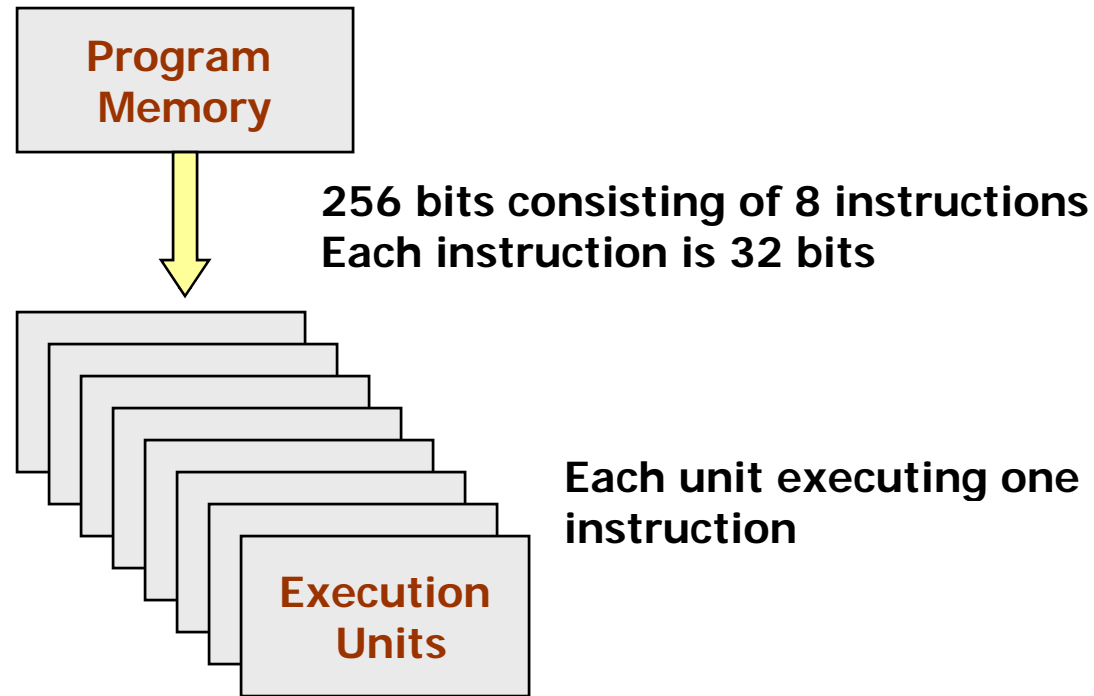 Program
Memory
256 bits consisting of 8 instructions
Each instruction is 32 bits
Each unit executing one
instruction
Execution
Units